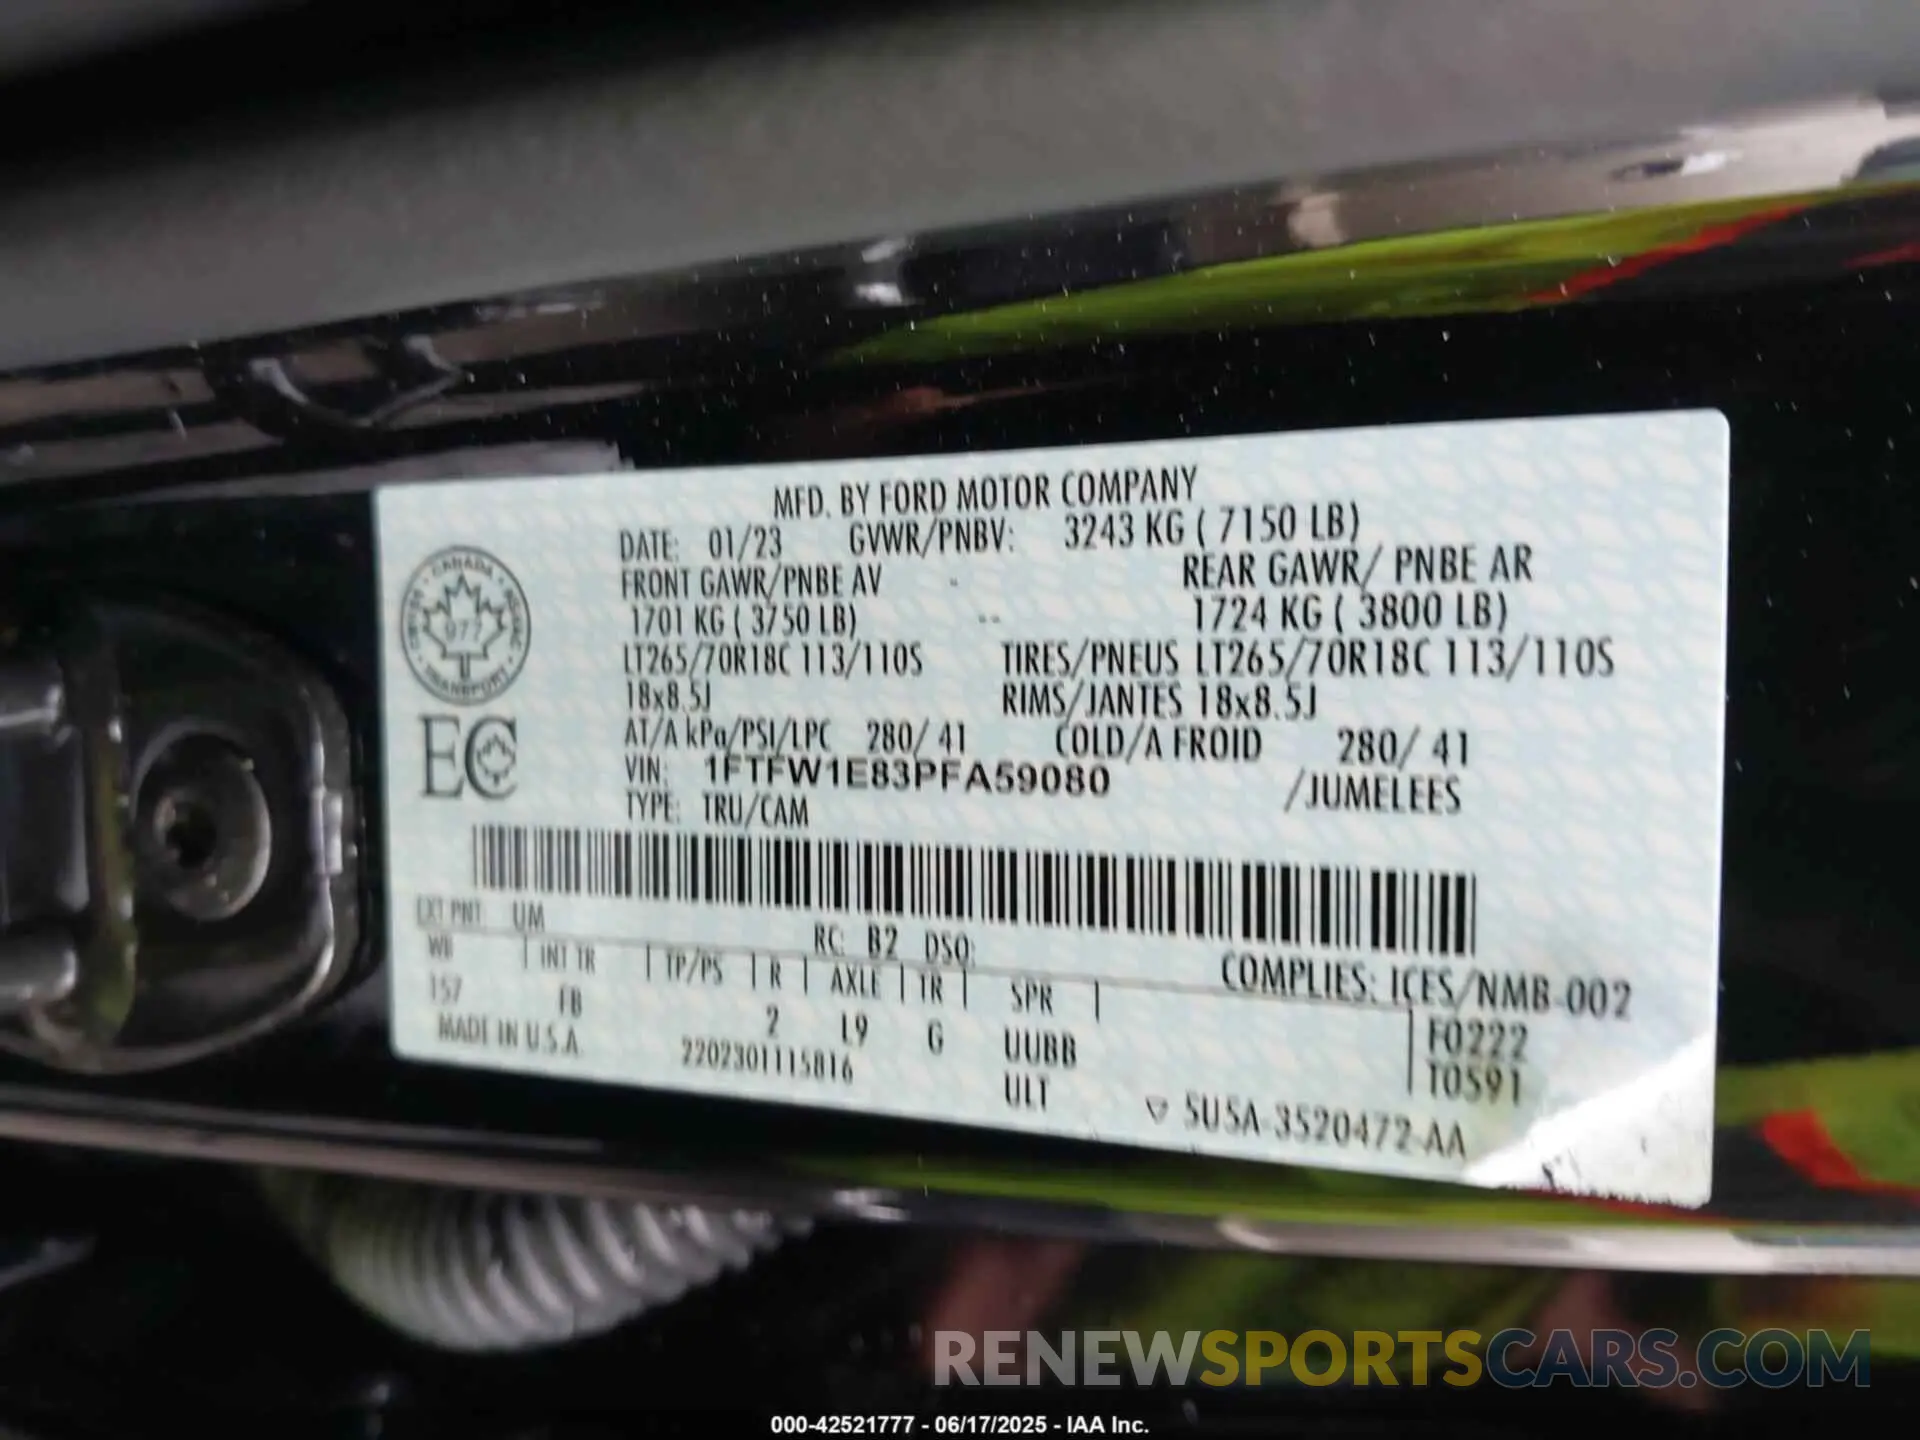 MFD. BY FORD MOTOR COMPANY
DATE: 01/23 GVWR/PNBV: 3243 KG ( 7150 LB)
FRONT GAWR/PNBE AV - REAR GAWR/ PNBE AR
1701 KG ( 3750 LB) -- 1724 KG ( 3800 LB)
LT265/70R18C 113/110S TIRES/PNEUS LT265/70R18C 113/110S
18x8.5J RIMS/JANTES 18x8.5J
AT/A kPa/PSI/LPC 280/ 41 COLD/A FROID 280/ 41
VIN: 1FTFW1E83PFA59080 /JUMELEES
TYPE: TRU/CAM
CANADA
977
TRANSPORT
EC
EXT PNT: UM RC: B2 DSO:
COMPLIES: ICES/NMB-002
WB | INT TR | TP/PS | R | AXLE | TR | SPR |
157 FB 2 L9 G UUBB
F0222
T0591
MADE IN U.S.A. 2202301115816 ULT
▽ 5U5A-3520472-AA
RENEWSPORTSCARS.COM
000-42521777 - 06/17/2025 - IAA Inc.